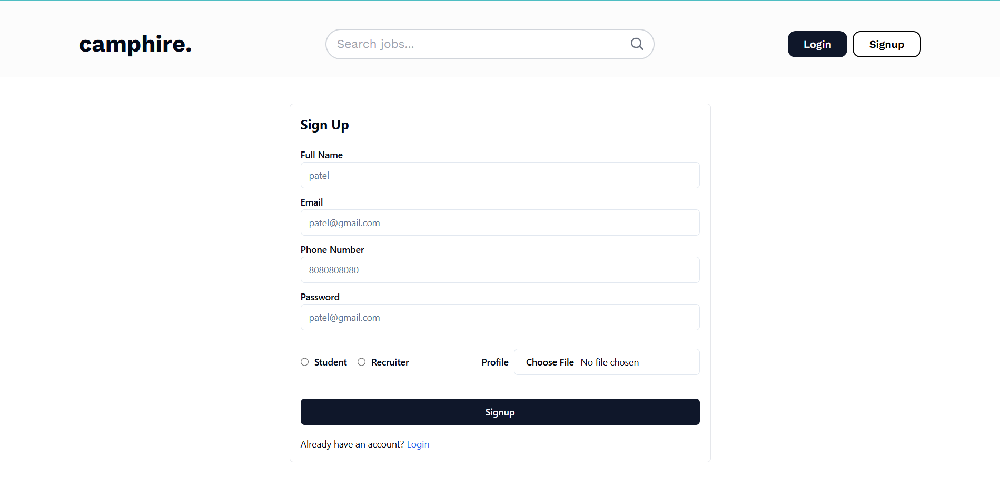 camphire.
Search jobs...
Login
Signup
Sign Up
Full Name
patel
Email
patel@gmail.com
Phone Number
8080808080
Password
patel@gmail.com
Student Recruiter Profile Choose File No file chosen
Signup
Already have an account? Login